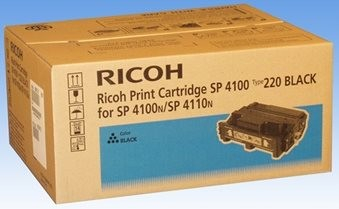 RICOH
Ricoh Print Cartridge SP 4100 Type 220 BLACK
for SP 4100N/SP 4110N
Color
BLACK